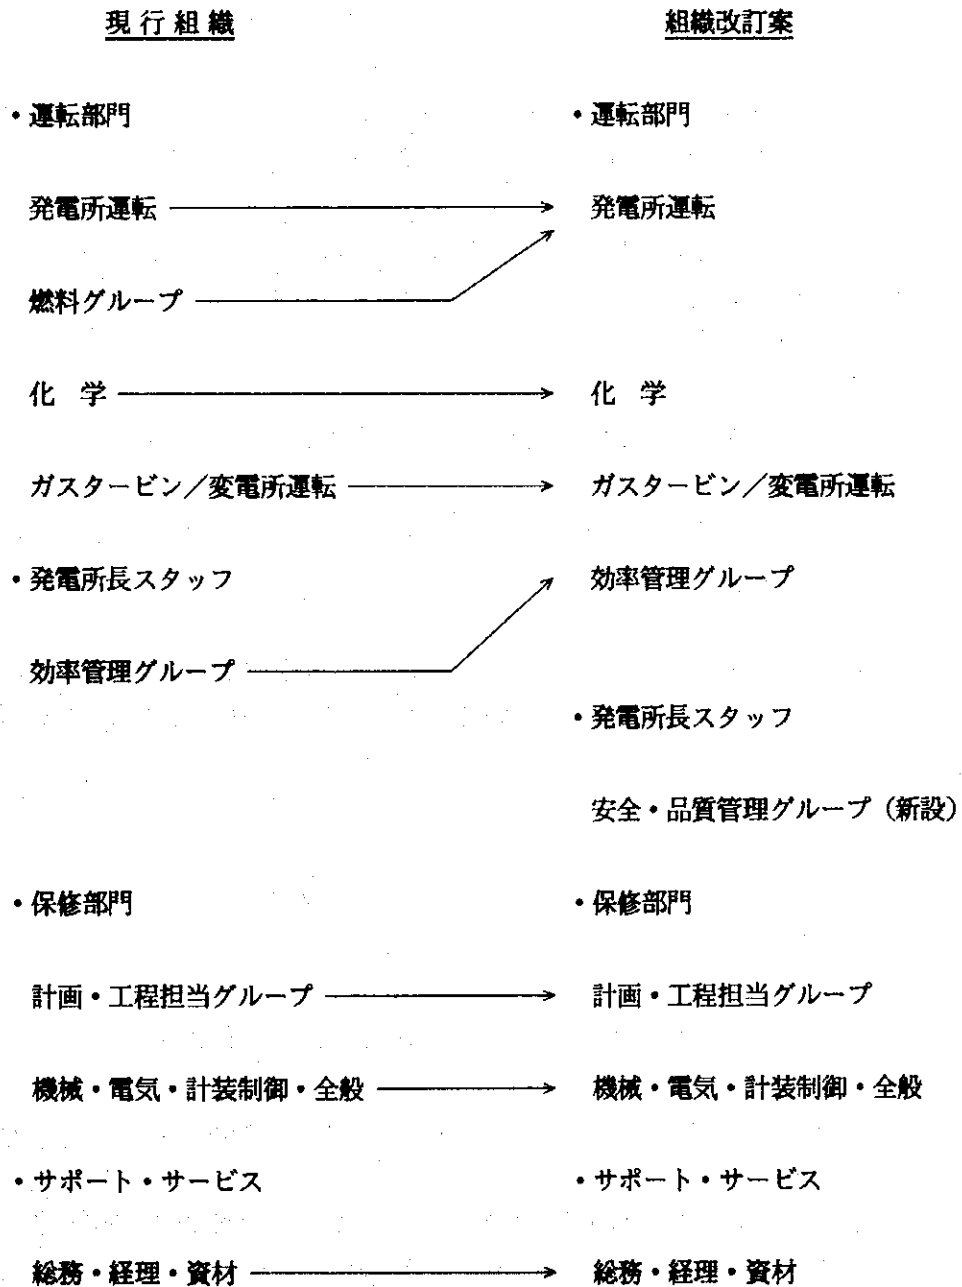 現行組織 組織改訂案
・運転部門 ・運転部門
発電所運転 発電所運転
燃料グループ
化 学 化 学
ガスタービン／変電所運転 ガスタービン／変電所運転
・発電所長スタッフ 効率管理グループ
効率管理グループ
・発電所長スタッフ
安全・品質管理グループ（新設）
・保修部門 ・保修部門
計画・工程担当グループ 計画・工程担当グループ
機械・電気・計装制御・全般 機械・電気・計装制御・全般
・サポート・サービス ・サポート・サービス
総務・経理・資材 総務・経理・資材